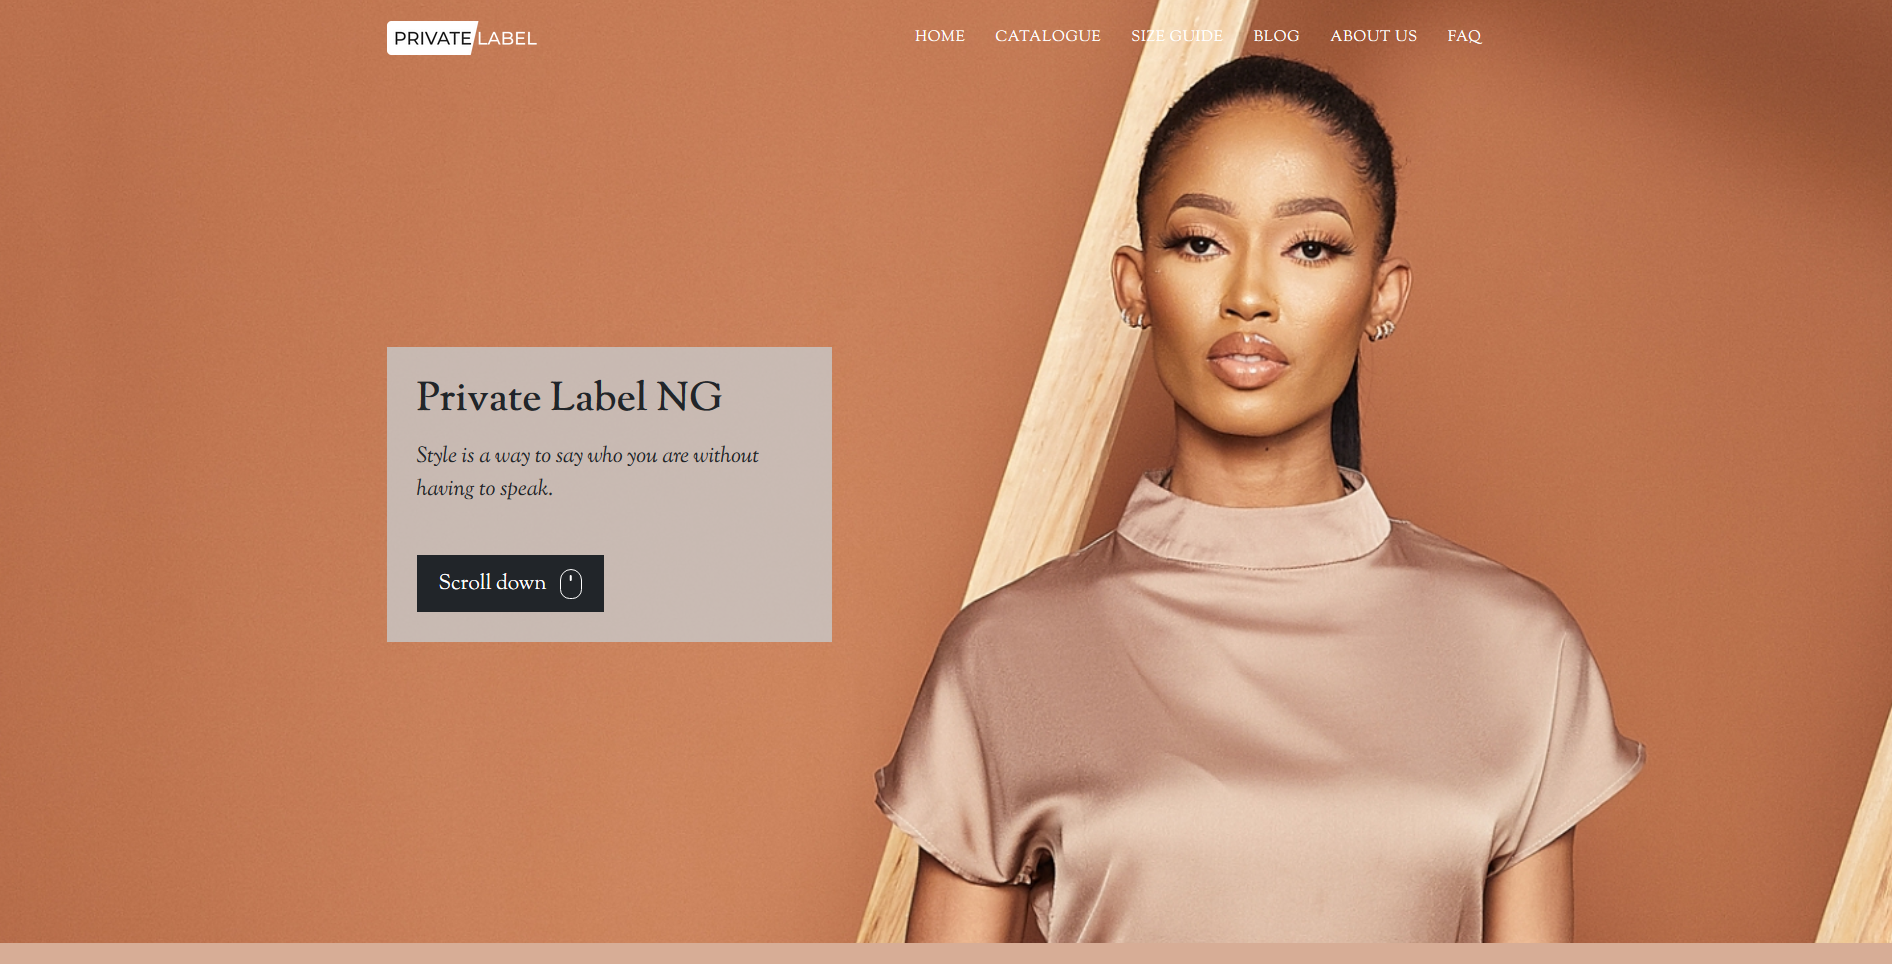 PRIVATE LABEL
HOME CATALOGUE SIZE GUIDE BLOG ABOUT US FAQ
Private Label NG
Style is a way to say who you are without
having to speak.
Scroll down